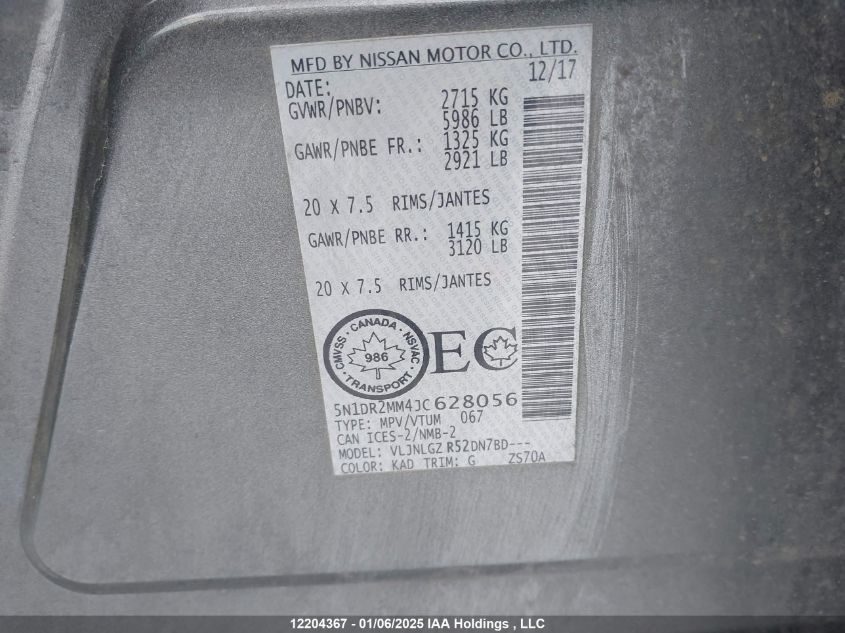 MFD BY NISSAN MOTOR CO., LTD.
DATE: 12/17
GVWR/PNBV: 2715 KG
5986 LB
GAWR/PNBE FR.: 1325 KG
2921 LB
20 X 7.5 RIMS/JANTES
GAWR/PNBE RR.: 1415 KG
3120 LB
20 X 7.5 RIMS/JANTES
CMVSS · CANADA · NSVAC · TRANSPORT ·
986
EC
5N1DR2MM4JC628056
TYPE: MPV/VTUM 067
CAN ICES-2/NMB-2
MODEL: VLJNLGZ R52DN7BD---
COLOR: KAD TRIM: G ZS70A
12204367 - 01/06/2025 IAA Holdings , LLC